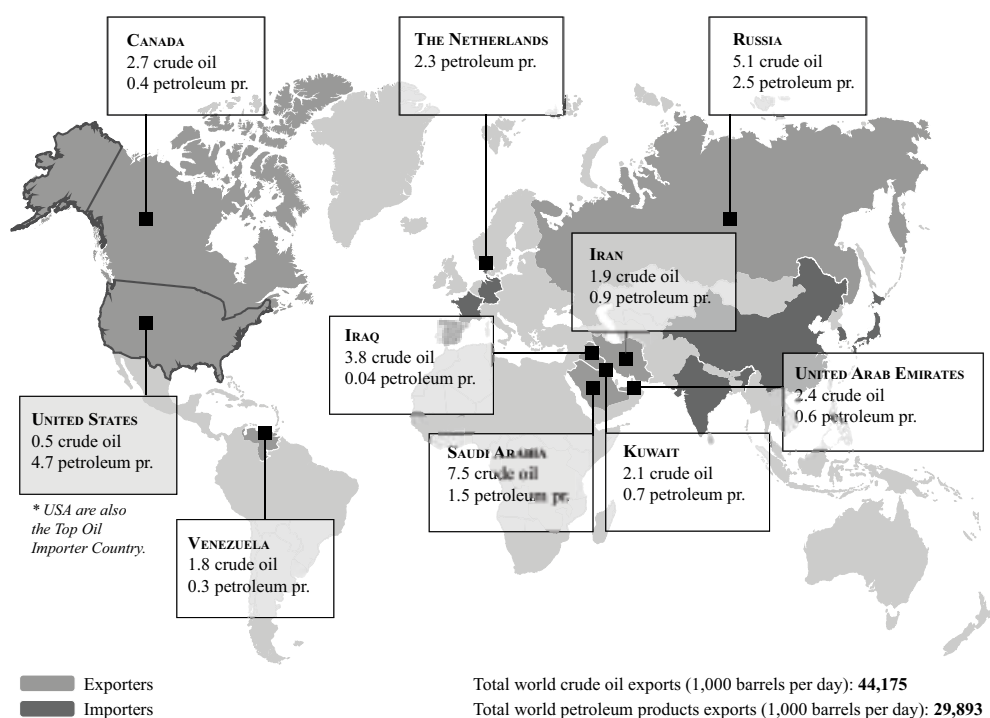 CANADA
2.7 crude oil
0.4 petroleum pr.
THE NETHERLANDS
2.3 petroleum pr.
RUSSIA
5.1 crude oil
2.5 petroleum pr.
IRAN
1.9 crude oil
0.9 petroleum pr.
IRAQ
3.8 crude oil
0.04 petroleum pr.
UNITED ARAB EMIRATES
2.4 crude oil
0.6 petroleum pr.
UNITED STATES
0.5 crude oil
4.7 petroleum pr.
SAUDI ARABIA
7.5 crude oil
1.5 petroleum pr.
KUWAIT
2.1 crude oil
0.7 petroleum pr.
* USA are also
the Top Oil
Importer Country.
VENEZUELA
1.8 crude oil
0.3 petroleum pr.
Exporters
Importers
Total world crude oil exports (1,000 barrels per day): 44,175
Total world petroleum products exports (1,000 barrels per day): 29,893